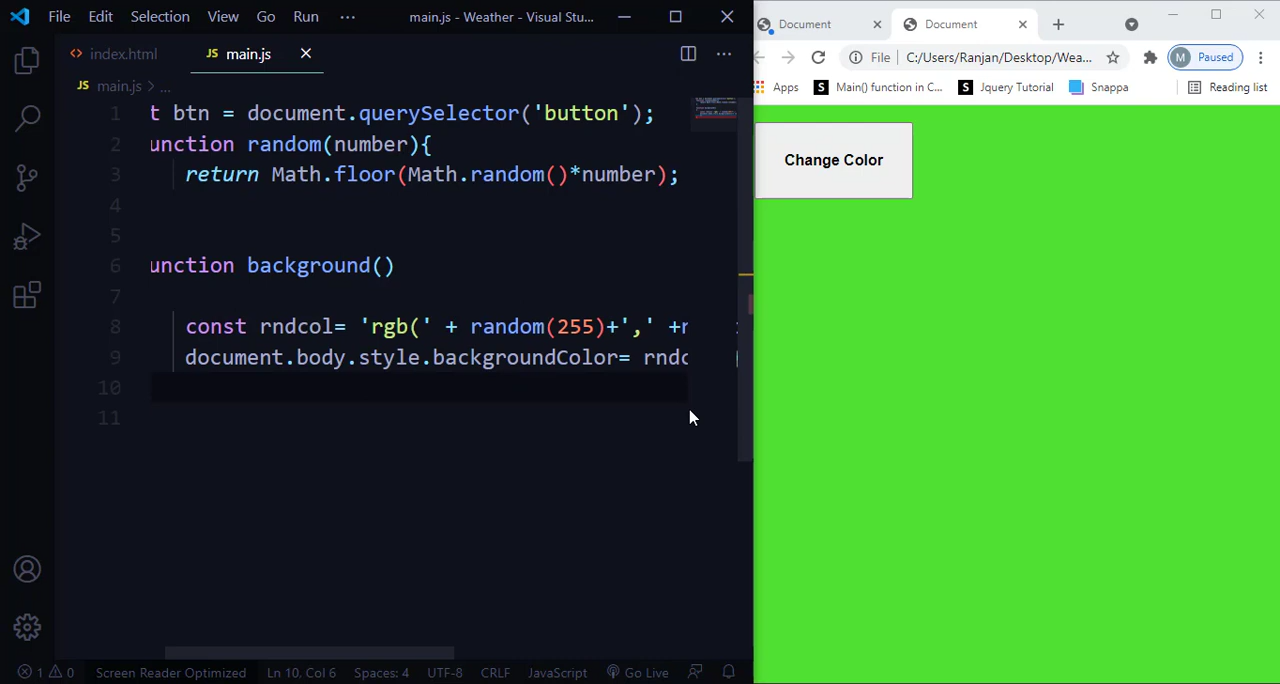 File Edit Selection View Go Run ··· main.js - Weather - Visual Stu...
index.html JS main.js
JS main.js > ...
1 t btn = document.querySelector('button');
2 unction random(number){
3 return Math.floor(Math.random()*number);
4
5
6 unction background()
7
8 const rndcol= 'rgb(' + random(255)+',' +r
9 document.body.style.backgroundColor= rndc
10
11
1 0 Screen Reader Optimized Ln 10, Col 6 Spaces: 4 UTF-8 CRLF JavaScript Go Live
Document Document
File C:/Users/Ranjan/Desktop/Wea... M Paused
Apps S Main() function in C... S Jquery Tutorial Snappa Reading list
Change Color